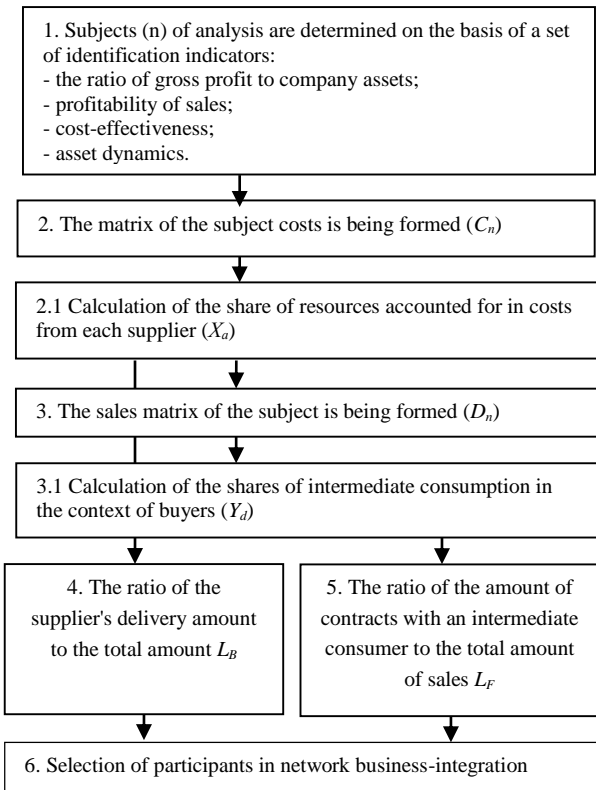 1. Subjects (n) of analysis are determined on the basis of a set
of identification indicators:
- the ratio of gross profit to company assets;
- profitability of sales;
- cost-effectiveness;
- asset dynamics.
2. The matrix of the subject costs is being formed (Cn)
2.1 Calculation of the share of resources accounted for in costs
from each supplier (Xa)
3. The sales matrix of the subject is being formed (Dn)
3.1 Calculation of the shares of intermediate consumption in
the context of buyers (Yd)
4. The ratio of the
supplier's delivery amount
to the total amount LB
5. The ratio of the amount of
contracts with an intermediate
consumer to the total amount
of sales LF
6. Selection of participants in network business-integration